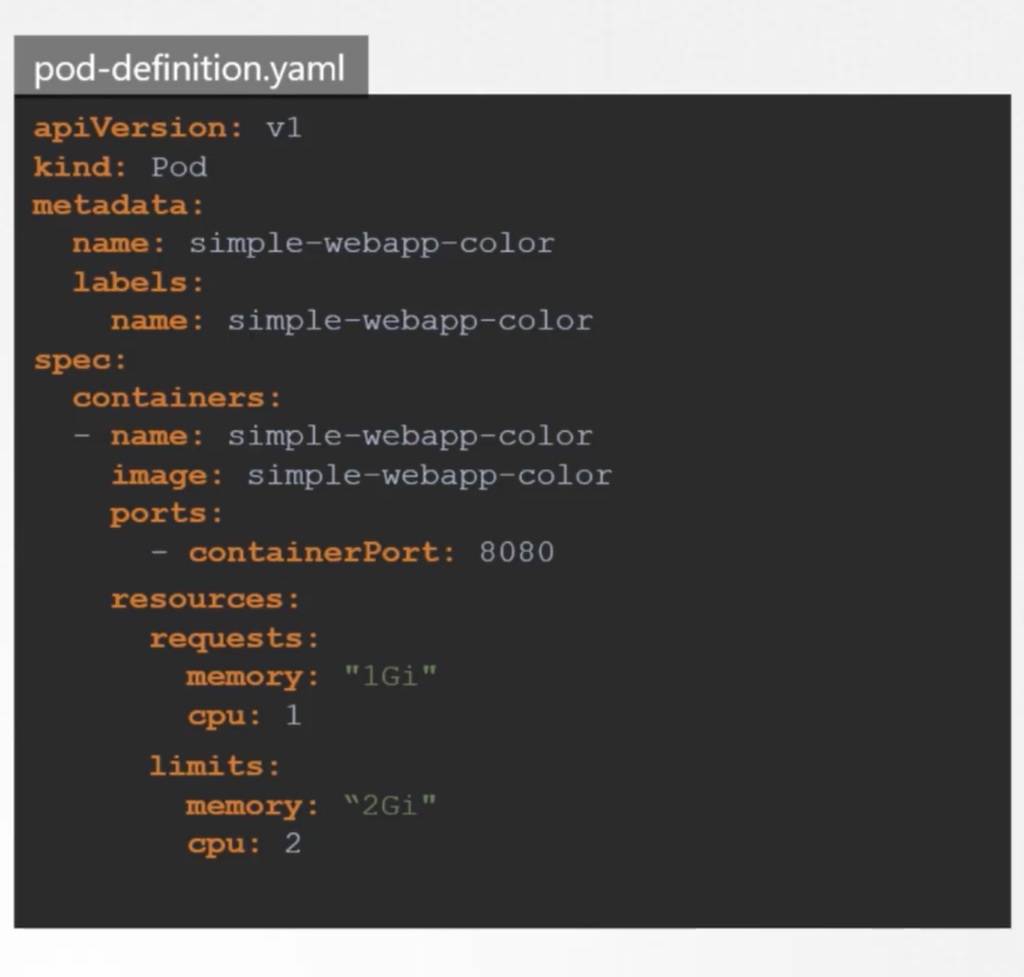 pod-definition.yaml
apiVersion: v1
kind: Pod
metadata:
  name: simple-webapp-color
  labels:
    name: simple-webapp-color
spec:
  containers:
  - name: simple-webapp-color
    image: simple-webapp-color
    ports:
      - containerPort: 8080
    resources:
      requests:
        memory: "1Gi"
        cpu: 1
      limits:
        memory: “2Gi"
        cpu: 2